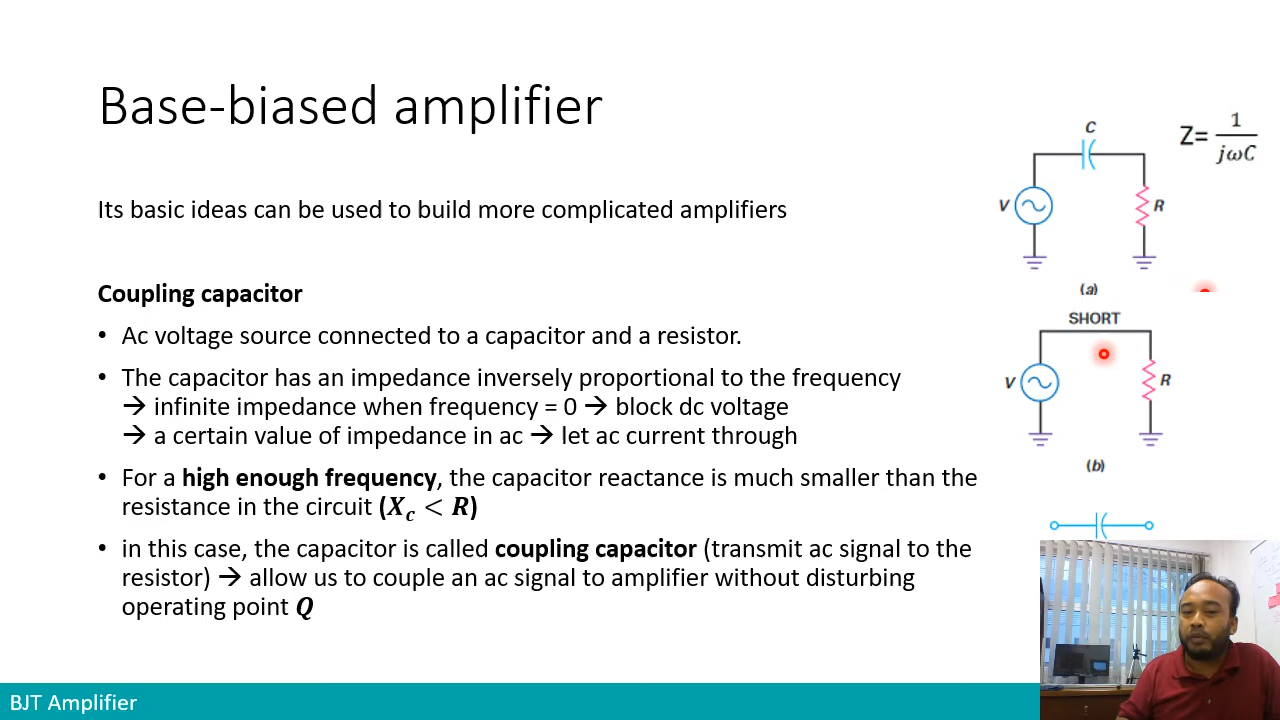 Base-biased amplifier
Its basic ideas can be used to build more complicated amplifiers
Coupling capacitor
• Ac voltage source connected to a capacitor and a resistor.
• The capacitor has an impedance inversely proportional to the frequency
→ infinite impedance when frequency = 0 → block dc voltage
→ a certain value of impedance in ac → let ac current through
• For a high enough frequency, the capacitor reactance is much smaller than the
resistance in the circuit (X_c < R)
• in this case, the capacitor is called coupling capacitor (transmit ac signal to the
resistor) → allow us to couple an ac signal to amplifier without disturbing
operating point Q
C
Z= 1/jωC
V
R
(a)
SHORT
V
R
(b)
BJT Amplifier